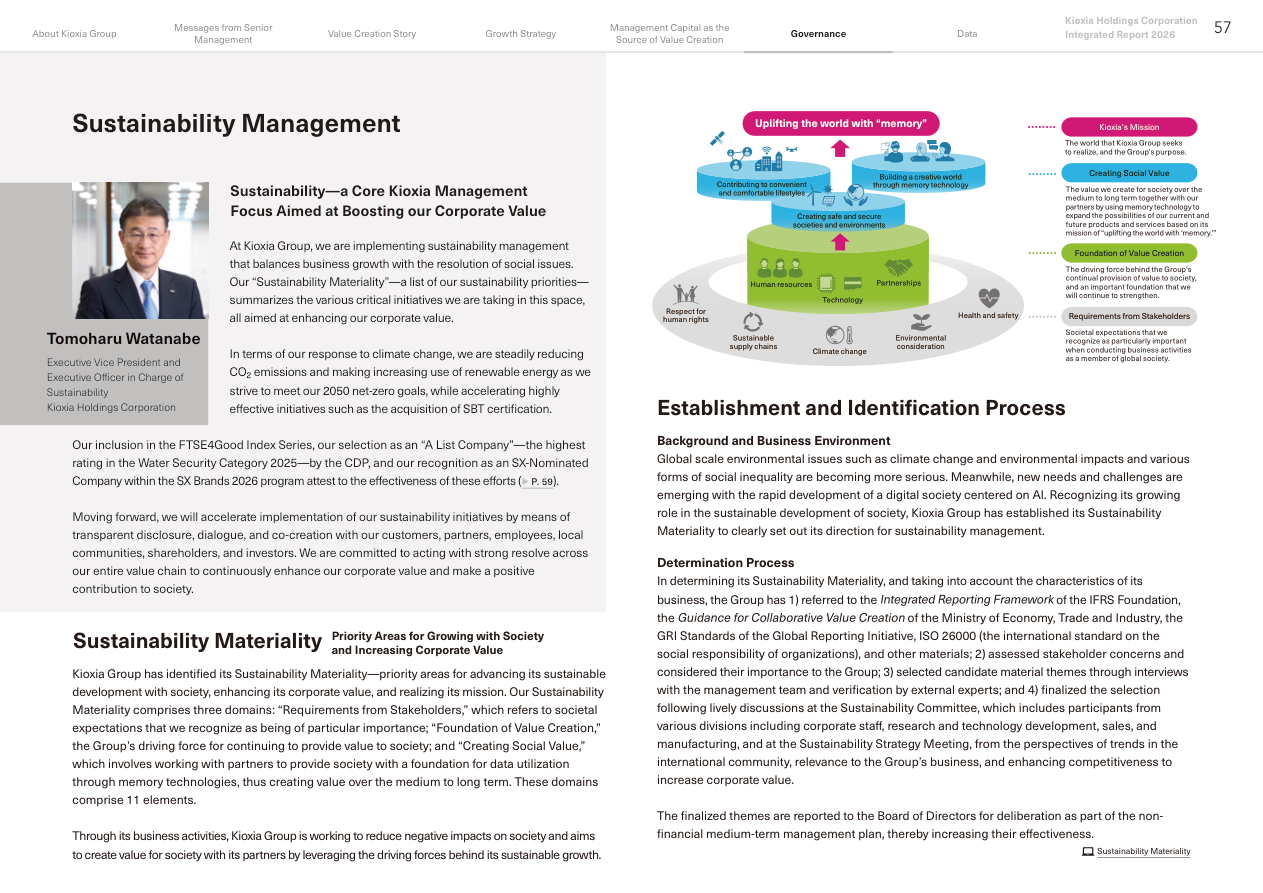 About Kioxia Group
Messages from Senior
Management
Value Creation Story
Growth Strategy
Management Capital as the
Source of Value Creation
Governance
Data
Kioxia Holdings Corporation
Integrated Report 2026
57
Sustainability Management
Tomoharu Watanabe
Executive Vice President and
Executive Officer in Charge of
Sustainability
Kioxia Holdings Corporation
Sustainability—a Core Kioxia Management
Focus Aimed at Boosting our Corporate Value
At Kioxia Group, we are implementing sustainability management
that balances business growth with the resolution of social issues.
Our “Sustainability Materiality”—a list of our sustainability priorities—
summarizes the various critical initiatives we are taking in this space,
all aimed at enhancing our corporate value.
In terms of our response to climate change, we are steadily reducing
CO₂ emissions and making increasing use of renewable energy as we
strive to meet our 2050 net-zero goals, while accelerating highly
effective initiatives such as the acquisition of SBT certification.
Our inclusion in the FTSE4Good Index Series, our selection as an “A List Company”—the highest
rating in the Water Security Category 2025—by the CDP, and our recognition as an SX-Nominated
Company within the SX Brands 2026 program attest to the effectiveness of these efforts (▶ P. 59).
Moving forward, we will accelerate implementation of our sustainability initiatives by means of
transparent disclosure, dialogue, and co-creation with our customers, partners, employees, local
communities, shareholders, and investors. We are committed to acting with strong resolve across
our entire value chain to continuously enhance our corporate value and make a positive
contribution to society.
Sustainability Materiality
Priority Areas for Growing with Society
and Increasing Corporate Value
Kioxia Group has identified its Sustainability Materiality—priority areas for advancing its sustainable
development with society, enhancing its corporate value, and realizing its mission. Our Sustainability
Materiality comprises three domains: “Requirements from Stakeholders,” which refers to societal
expectations that we recognize as being of particular importance; “Foundation of Value Creation,”
the Group’s driving force for continuing to provide value to society; and “Creating Social Value,”
which involves working with partners to provide society with a foundation for data utilization
through memory technologies, thus creating value over the medium to long term. These domains
comprise 11 elements.
Through its business activities, Kioxia Group is working to reduce negative impacts on society and aims
to create value for society with its partners by leveraging the driving forces behind its sustainable growth.
Uplifting the world with “memory”
Contributing to convenient
and comfortable lifestyles
Building a creative world
through memory technology
Creating safe and secure
societies and environments
Human resources
Technology
Partnerships
Respect for
human rights
Sustainable
supply chains
Climate change
Environmental
consideration
Health and safety
Kioxia’s Mission
The world that Kioxia Group seeks
to realize, and the Group’s purpose.
Creating Social Value
The value we create for society over the
medium to long term together with our
partners by using memory technology to
expand the possibilities of our current and
future products and services based on its
mission of “uplifting the world with ‘memory.’”
Foundation of Value Creation
The driving force behind the Group’s
continual provision of value to society,
and an important foundation that we
will continue to strengthen.
Requirements from Stakeholders
Societal expectations that we
recognize as particularly important
when conducting business activities
as a member of global society.
Establishment and Identification Process
Background and Business Environment
Global scale environmental issues such as climate change and environmental impacts and various
forms of social inequality are becoming more serious. Meanwhile, new needs and challenges are
emerging with the rapid development of a digital society centered on AI. Recognizing its growing
role in the sustainable development of society, Kioxia Group has established its Sustainability
Materiality to clearly set out its direction for sustainability management.
Determination Process
In determining its Sustainability Materiality, and taking into account the characteristics of its
business, the Group has 1) referred to the Integrated Reporting Framework of the IFRS Foundation,
the Guidance for Collaborative Value Creation of the Ministry of Economy, Trade and Industry, the
GRI Standards of the Global Reporting Initiative, ISO 26000 (the international standard on the
social responsibility of organizations), and other materials; 2) assessed stakeholder concerns and
considered their importance to the Group; 3) selected candidate material themes through interviews
with the management team and verification by external experts; and 4) finalized the selection
following lively discussions at the Sustainability Committee, which includes participants from
various divisions including corporate staff, research and technology development, sales, and
manufacturing, and at the Sustainability Strategy Meeting, from the perspectives of trends in the
international community, relevance to the Group’s business, and enhancing competitiveness to
increase corporate value.
The finalized themes are reported to the Board of Directors for deliberation as part of the non-
financial medium-term management plan, thereby increasing their effectiveness.
Sustainability Materiality